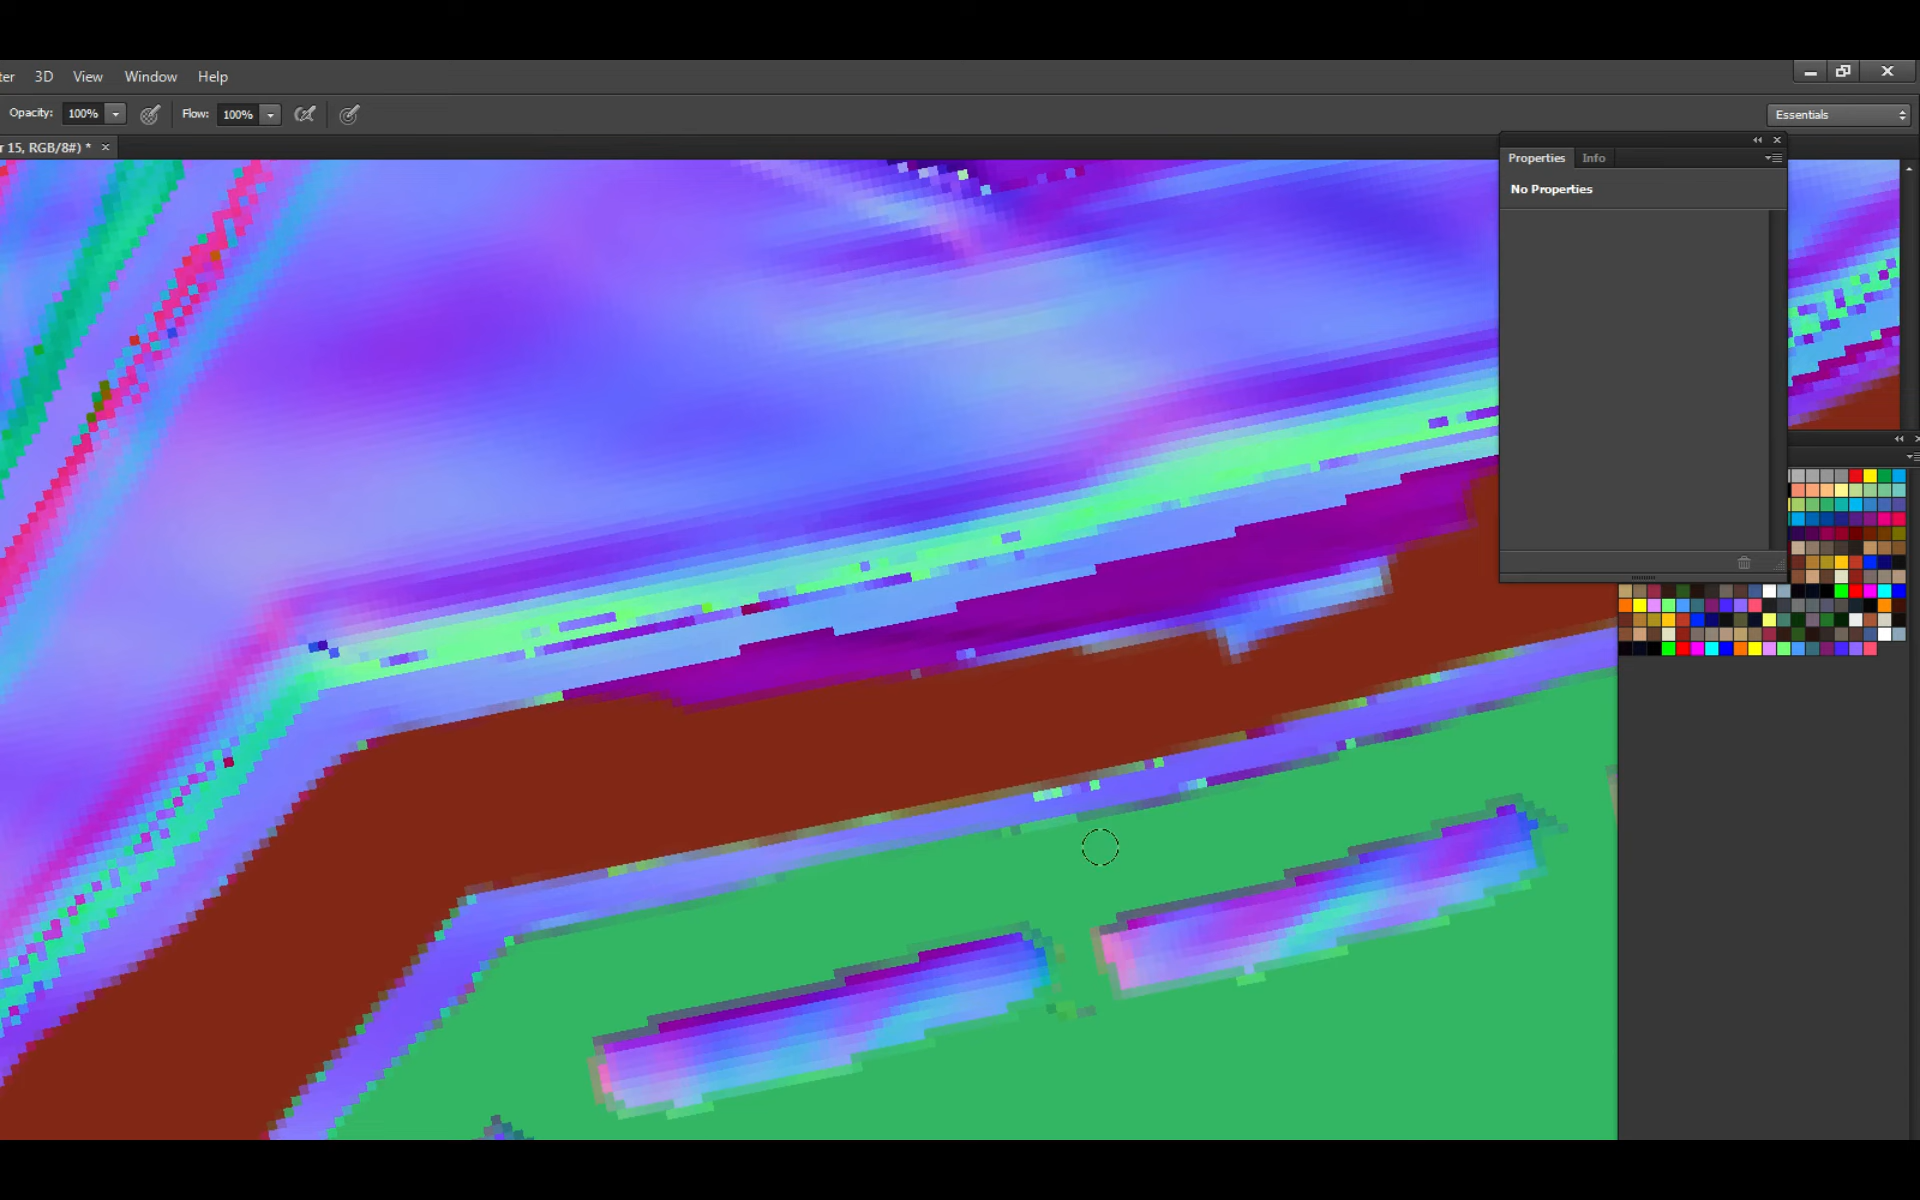 ter 3D View Window Help
Opacity: 100% Flow: 100% Essentials
r 15, RGB/8#) *
Properties Info
No Properties